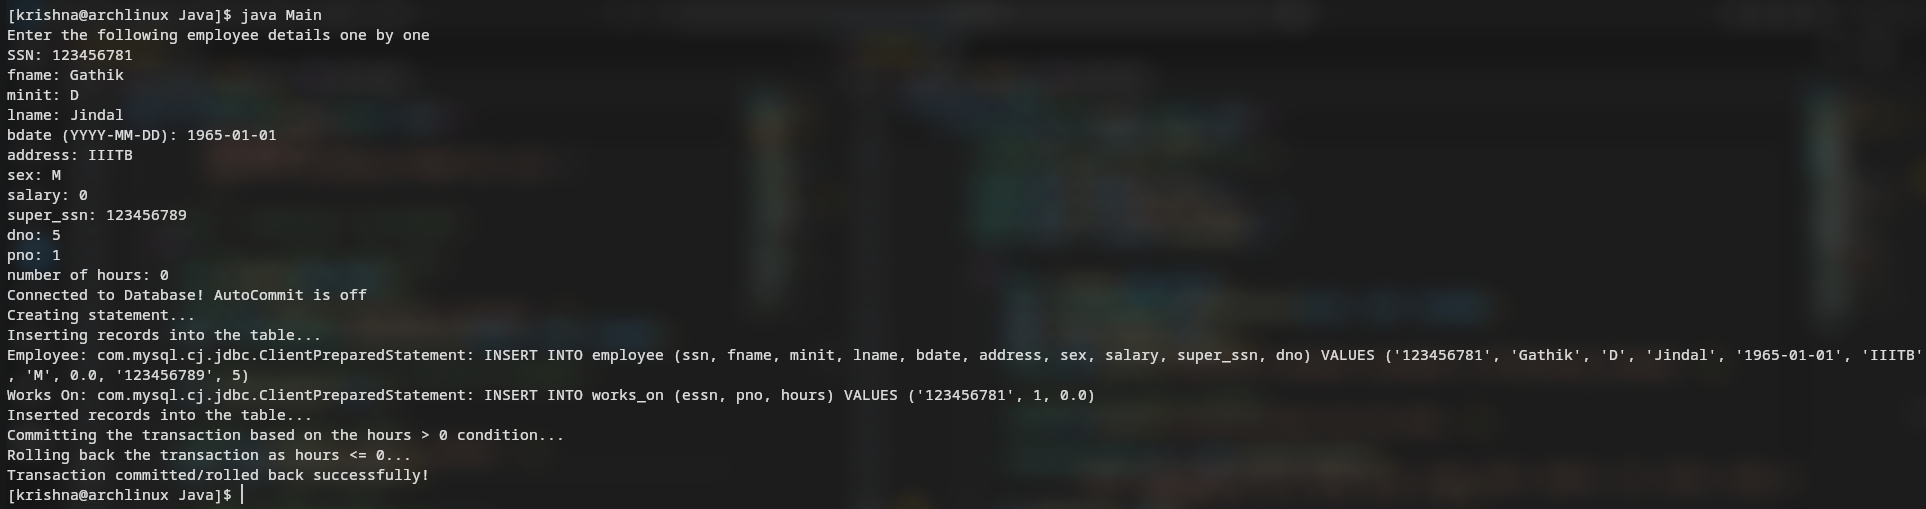 [krishna@archlinux Java]$ java Main
Enter the following employee details one by one
SSN: 123456781
fname: Gathik
minit: D
lname: Jindal
bdate (YYYY-MM-DD): 1965-01-01
address: IIITB
sex: M
salary: 0
super_ssn: 123456789
dno: 5
pno: 1
number of hours: 0
Connected to Database! AutoCommit is off
Creating statement...
Inserting records into the table...
Employee: com.mysql.cj.jdbc.ClientPreparedStatement: INSERT INTO employee (ssn, fname, minit, lname, bdate, address, sex, salary, super_ssn, dno) VALUES ('123456781', 'Gathik', 'D', 'Jindal', '1965-01-01', 'IIITB'
, 'M', 0.0, '123456789', 5)
Works On: com.mysql.cj.jdbc.ClientPreparedStatement: INSERT INTO works_on (essn, pno, hours) VALUES ('123456781', 1, 0.0)
Inserted records into the table...
Committing the transaction based on the hours > 0 condition...
Rolling back the transaction as hours <= 0...
Transaction committed/rolled back successfully!
[krishna@archlinux Java]$